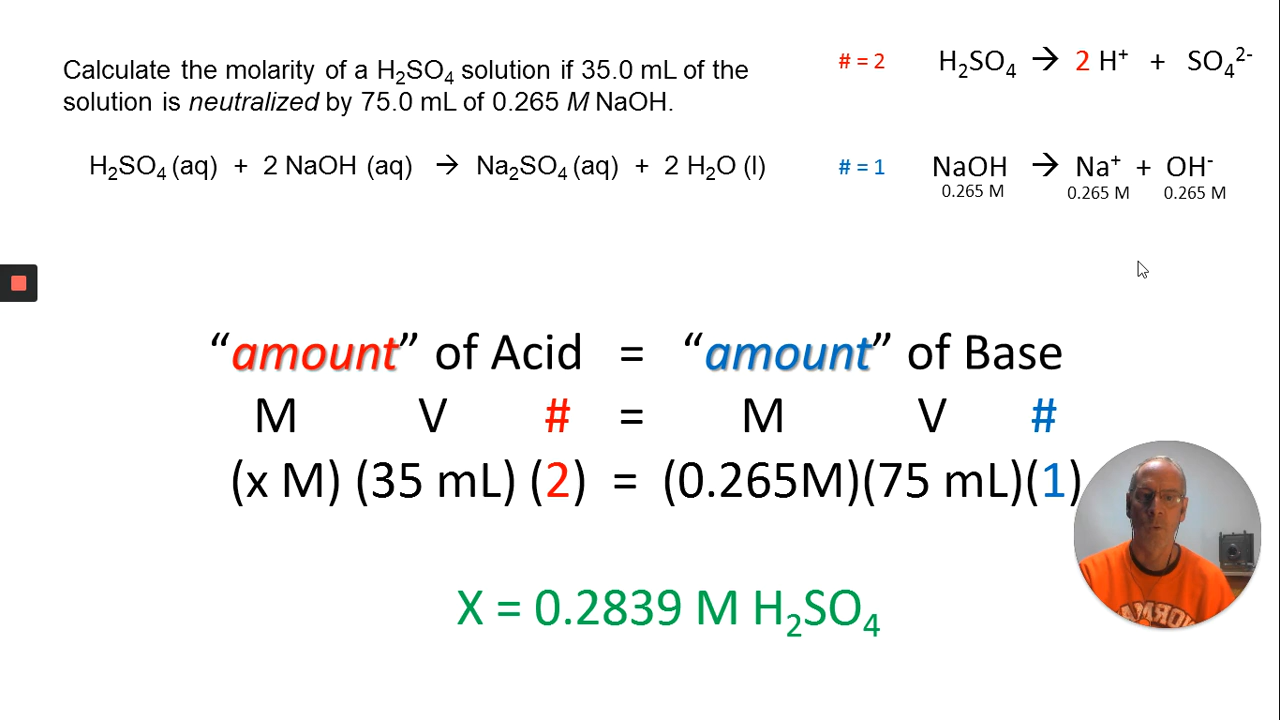 Calculate the molarity of a H₂SO₄ solution if 35.0 mL of the
solution is neutralized by 75.0 mL of 0.265 M NaOH.
H₂SO₄ (aq) + 2 NaOH (aq) → Na₂SO₄ (aq) + 2 H₂O (l)
# = 2 H₂SO₄ → 2 H⁺ + SO₄²⁻
# = 1 NaOH → Na⁺ + OH⁻
0.265 M 0.265 M 0.265 M
“amount” of Acid = “amount” of Base
M V # = M V #
(x M) (35 mL) (2) = (0.265M)(75 mL)(1)
X = 0.2839 M H₂SO₄